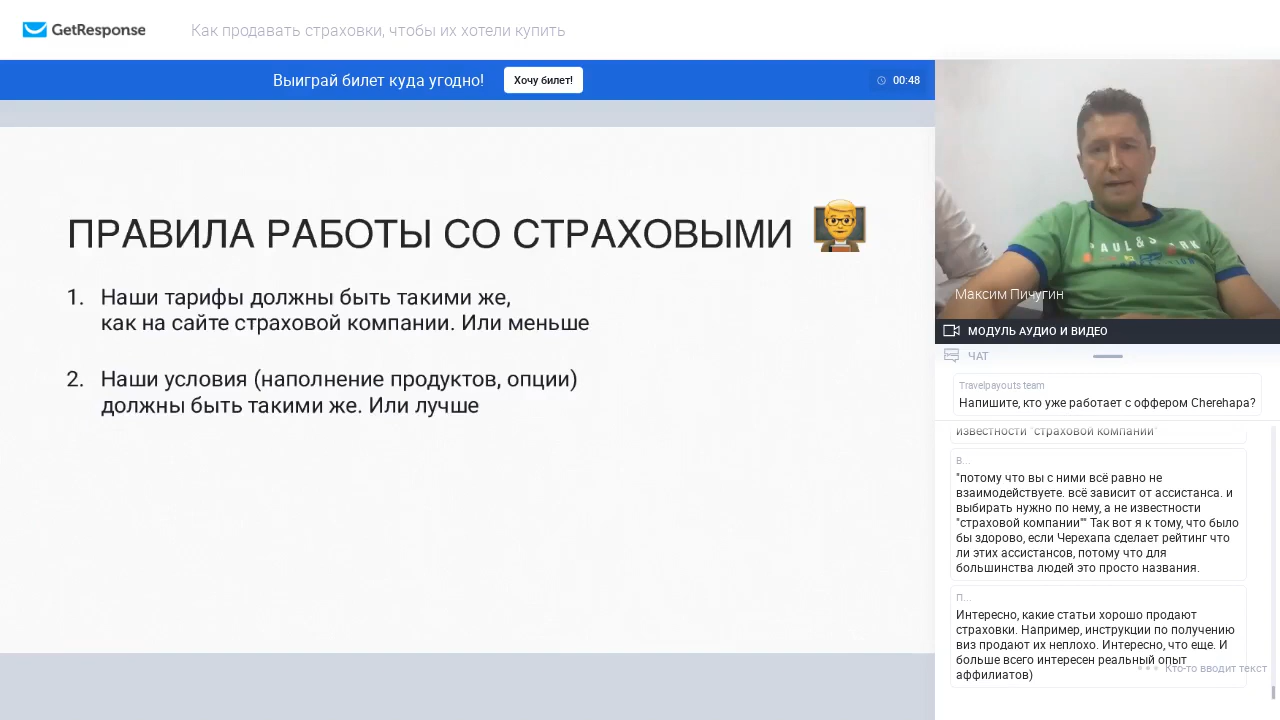 GetResponse
Как продавать страховки, чтобы их хотели купить
Выиграй билет куда угодно!
Хочу билет!
00:48
ПРАВИЛА РАБОТЫ СО СТРАХОВЫМИ
1. Наши тарифы должны быть такими же,
как на сайте страховой компании. Или меньше
2. Наши условия (наполнение продуктов, опции)
должны быть такими же. Или лучше
PAUL &
Максим Пичугин
МОДУЛЬ АУДИО И ВИДЕО
ЧАТ
Travelpayouts team
Напишите, кто уже работает с оффером Cherehapa?
известности "страховой компании"
В...
"потому что вы с ними всё равно не
взаимодействуете. всё зависит от ассистанса. и
выбирать нужно по нему, а не известности
"страховой компании"" Так вот я к тому, что было
бы здорово, если Черехапа сделает рейтинг что
ли этих ассистансов, потому что для
большинства людей это просто названия.
П...
Интересно, какие статьи хорошо продают
страховки. Например, инструкции по получению
виз продают их неплохо. Интересно, что еще. И
больше всего интересен реальный опыт
аффилиатов)
Кто-то вводит текст